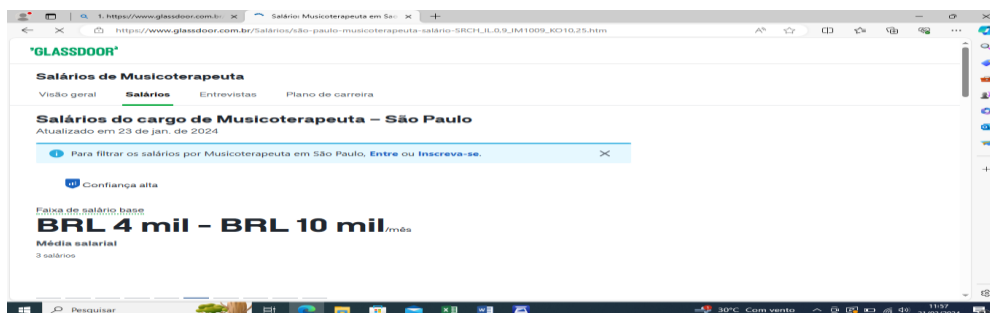 1. https://www.glassdoor.com.b
Salário: Musicoterapeuta em Sao
https://www.glassdoor.com.br/Salários/são-paulo-musicoterapeuta-salário-SRCH_IL.0,9_IM1009_KO10,25.htm
"GLASSDOOR"
Salários de Musicoterapeuta
Visão geral Salários Entrevistas Plano de carreira
Salários do cargo de Musicoterapeuta – São Paulo
Atualizado em 23 de jan. de 2024
Para filtrar os salários por Musicoterapeuta em São Paulo, Entre ou Inscreva-se.
Confiança alta
Faixa de salário base
BRL 4 mil - BRL 10 mil/mês
Média salarial
3 salários
Pesquisar
30°C Com vento
11:57